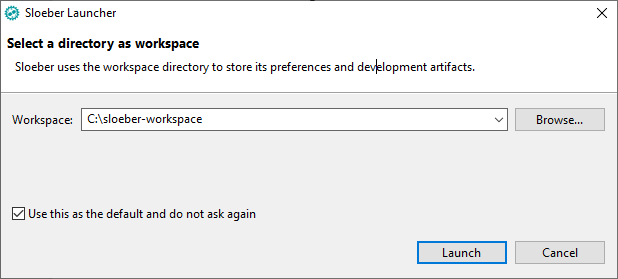 Sloeber Launcher
Select a directory as workspace
Sloeber uses the workspace directory to store its preferences and development artifacts.
Workspace: C:\sloeber-workspace Browse...
Use this as the default and do not ask again
Launch Cancel